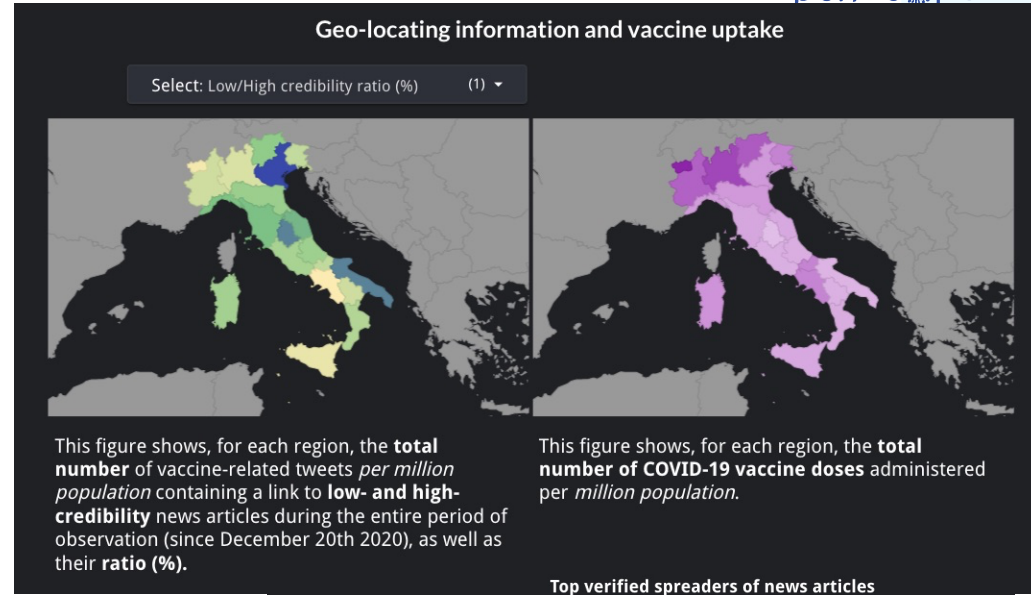 Geo-locating information and vaccine uptake
Select: Low/High credibility ratio (%) (1)
This figure shows, for each region, the total
number of vaccine-related tweets per million
population containing a link to low- and high-
credibility news articles during the entire period of
observation (since December 20th 2020), as well as
their ratio (%).
This figure shows, for each region, the total
number of COVID-19 vaccine doses administered
per million population.
Top verified spreaders of news articles